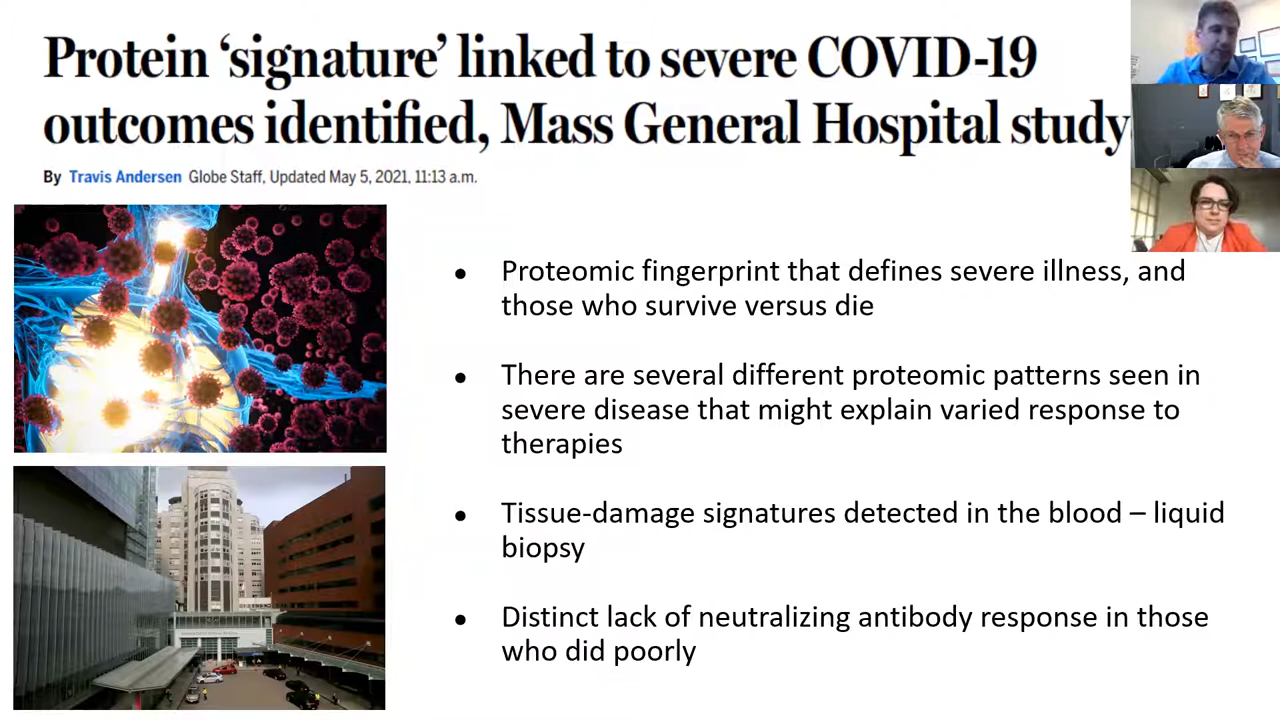 Protein ‘signature’ linked to severe COVID-19
outcomes identified, Mass General Hospital study
By Travis Andersen Globe Staff, Updated May 5, 2021, 11:13 a.m.
● Proteomic fingerprint that defines severe illness, and
those who survive versus die
● There are several different proteomic patterns seen in
severe disease that might explain varied response to
therapies
● Tissue-damage signatures detected in the blood – liquid
biopsy
● Distinct lack of neutralizing antibody response in those
who did poorly